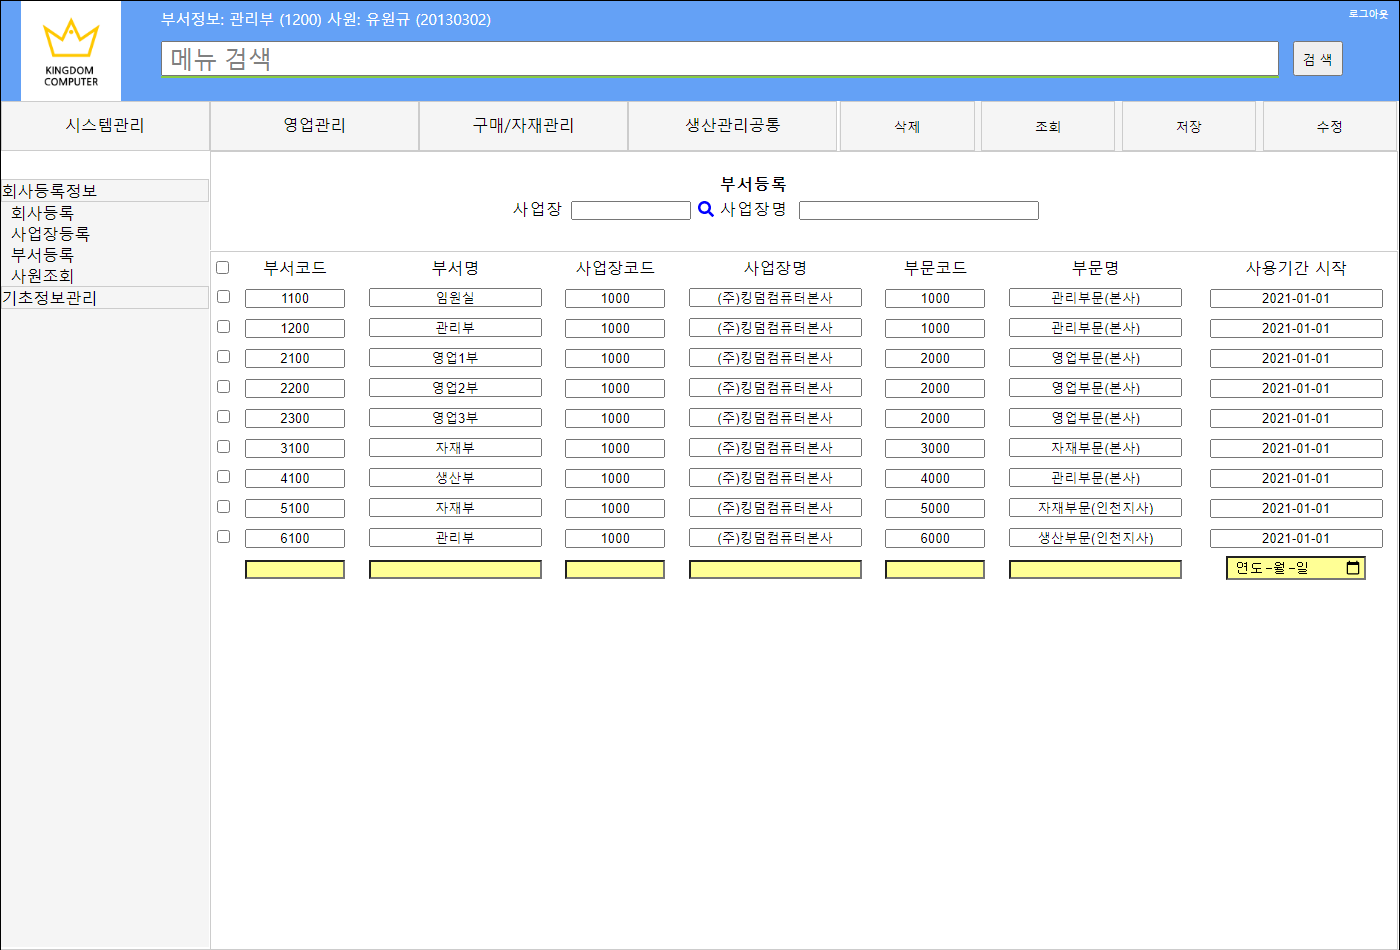 부서정보: 관리부 (1200) 사원: 유원규 (20130302)
로그아웃
KINGDOM
COMPUTER
메뉴 검색
검 색
시스템관리 영업관리 구매/자재관리 생산관리공통 삭제 조회 저장 수정
회사등록정보
회사등록
사업장등록
부서등록
사원조회
기초정보관리
부서등록
사업장 사업장명
부서코드 부서명 사업장코드 사업장명 부문코드 부문명 사용기간 시작
1100 임원실 1000 (주)킹덤컴퓨터본사 1000 관리부문(본사) 2021-01-01
1200 관리부 1000 (주)킹덤컴퓨터본사 1000 관리부문(본사) 2021-01-01
2100 영업1부 1000 (주)킹덤컴퓨터본사 2000 영업부문(본사) 2021-01-01
2200 영업2부 1000 (주)킹덤컴퓨터본사 2000 영업부문(본사) 2021-01-01
2300 영업3부 1000 (주)킹덤컴퓨터본사 2000 영업부문(본사) 2021-01-01
3100 자재부 1000 (주)킹덤컴퓨터본사 3000 자재부문(본사) 2021-01-01
4100 생산부 1000 (주)킹덤컴퓨터본사 4000 관리부문(본사) 2021-01-01
5100 자재부 1000 (주)킹덤컴퓨터본사 5000 자재부문(인천지사) 2021-01-01
6100 관리부 1000 (주)킹덤컴퓨터본사 6000 생산부문(인천지사) 2021-01-01
연도-월-일